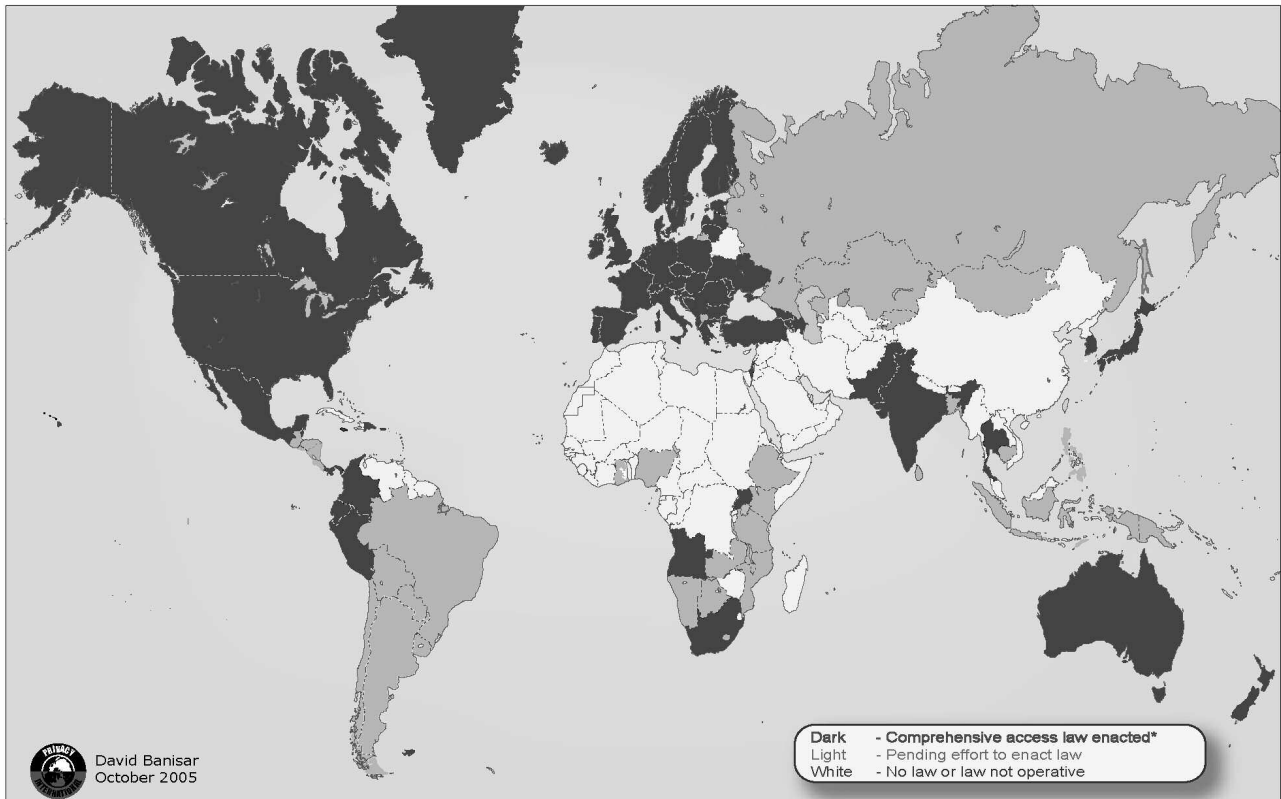 PRIVACY
INTERNATIONAL
David Banisar
October 2005
Dark - Comprehensive access law enacted*
Light - Pending effort to enact law
White - No law or law not operative